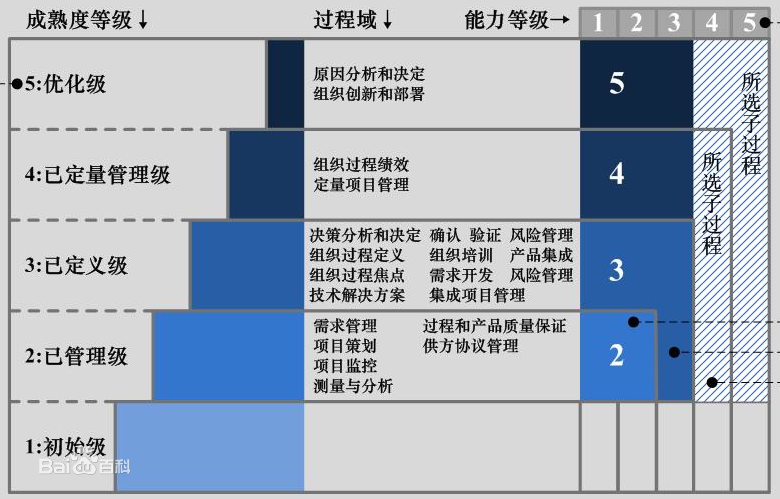 成熟度等级↓ 过程域↓ 能力等级→ 1 2 3 4 5
5:优化级
原因分析和决定
组织创新和部署
5
所选子过程
4:已定量管理级
组织过程绩效
定量项目管理
4
所选子过程
3:已定义级
决策分析和决定 确认 验证 风险管理
组织过程定义 组织培训 产品集成
组织过程焦点 需求开发 风险管理
技术解决方案 集成项目管理
3
2:已管理级
需求管理 过程和产品质量保证
项目策划 供方协议管理
项目监控
测量与分析
2
1:初始级
Baidu百科